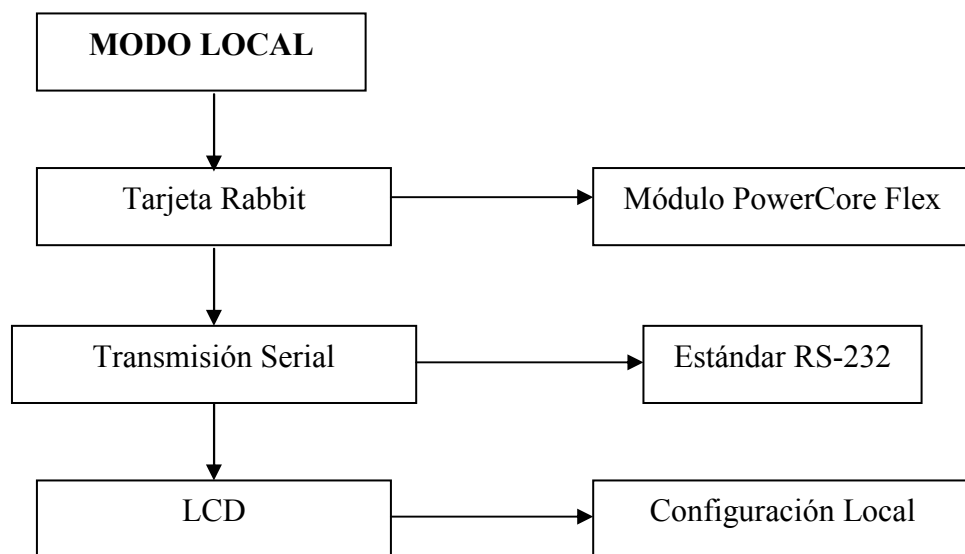 MODO LOCAL
Tarjeta Rabbit
Módulo PowerCore Flex
Transmisión Serial
Estándar RS-232
LCD
Configuración Local